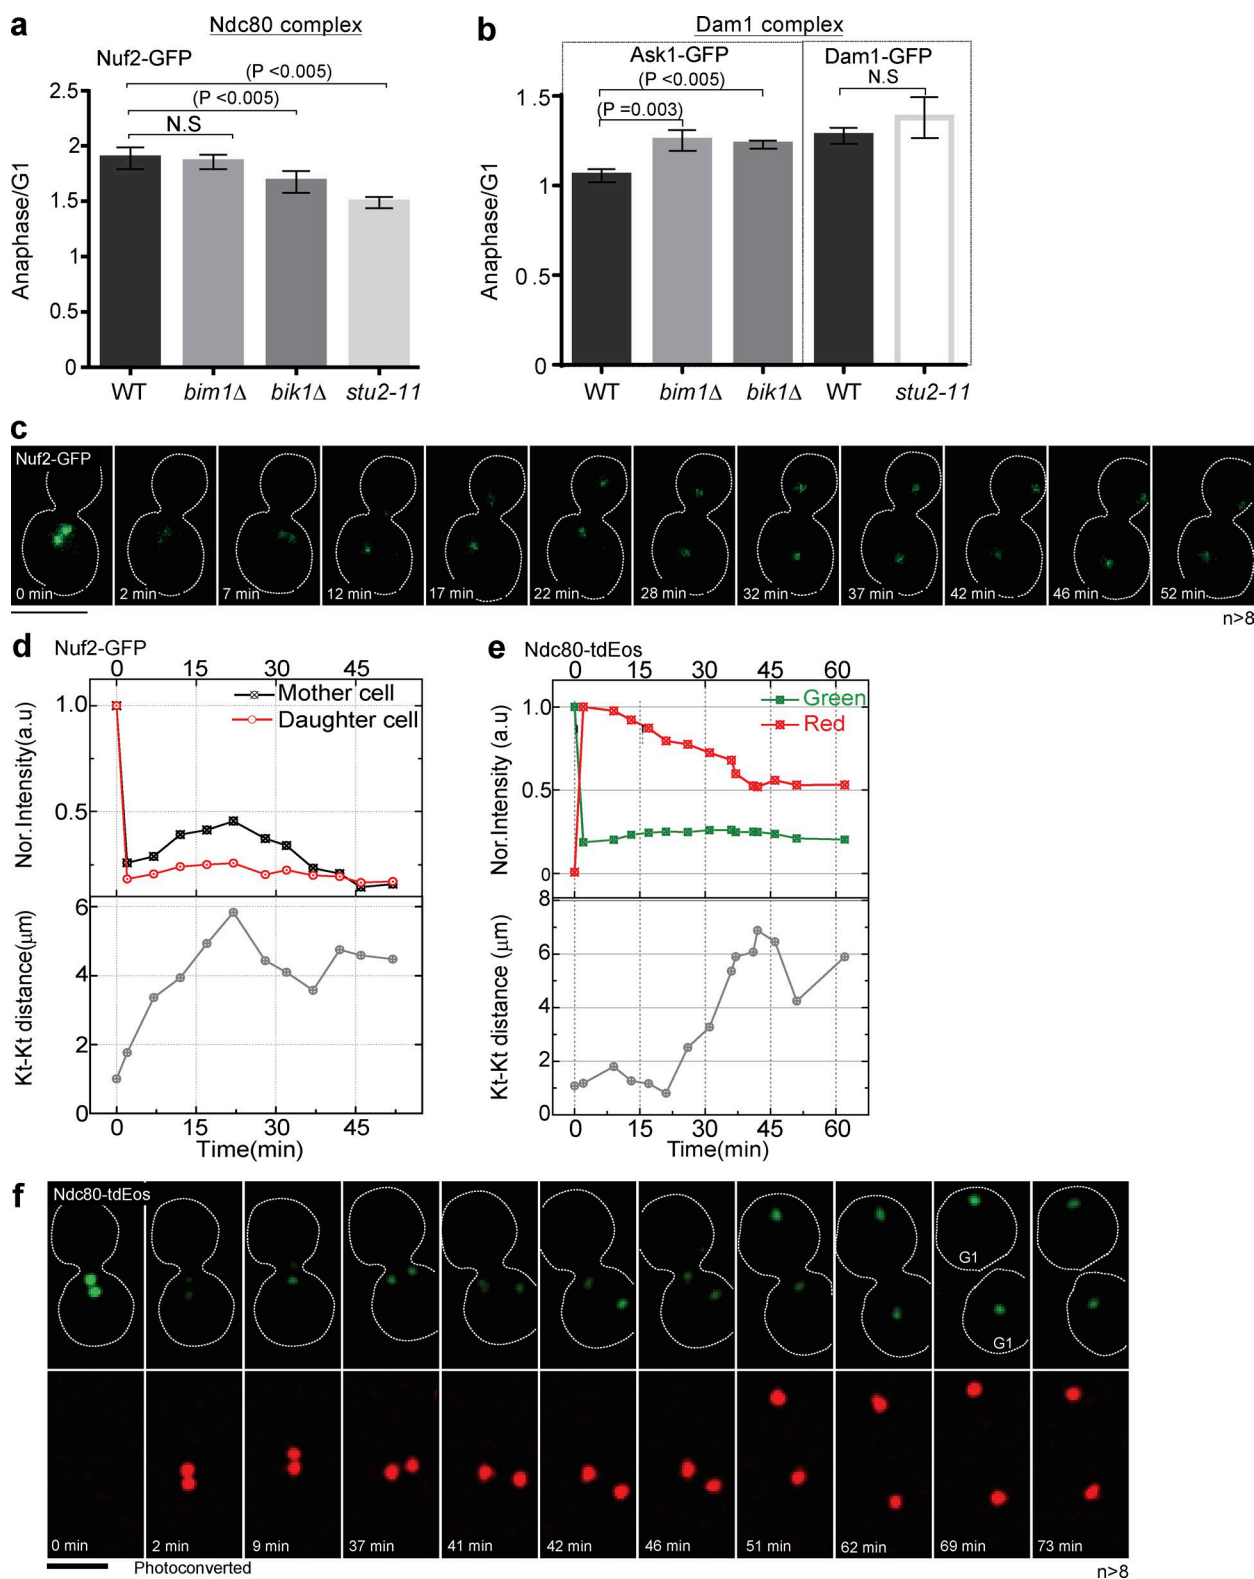 a
Ndc80 complex
Nuf2-GFP
(P <0.005)
(P <0.005)
N.S
2.5
2
1.5
1
0.5
0
Anaphase/G1
WT bim1Δ bik1Δ stu2-11
b
Dam1 complex
Ask1-GFP
Dam1-GFP
(P <0.005)
N.S
(P =0.003)
1.5
1
0.5
0
Anaphase/G1
WT bim1Δ bik1Δ WT stu2-11
c
Nuf2-GFP
0 min 2 min 7 min 12 min 17 min 22 min 28 min 32 min 37 min 42 min 46 min 52 min
n>8
d
Nuf2-GFP
0 15 30 45
Mother cell
Daughter cell
1.0
0.5
Nor.Intensity(a.u)
6
4
2
0
Kt-Kt distance(μm)
0 15 30 45
Time(min)
e
Ndc80-tdEos
0 15 30 45 60
Green
Red
1.0
0.5
0
Nor.Intensity (a.u)
8
6
4
2
0
Kt-Kt distance (μm)
0 15 30 45 60
Time(min)
f
Ndc80-tdEos
G1
G1
0 min 2 min 9 min 37 min 41 min 42 min 46 min 51 min 62 min 69 min 73 min
Photoconverted
n>8